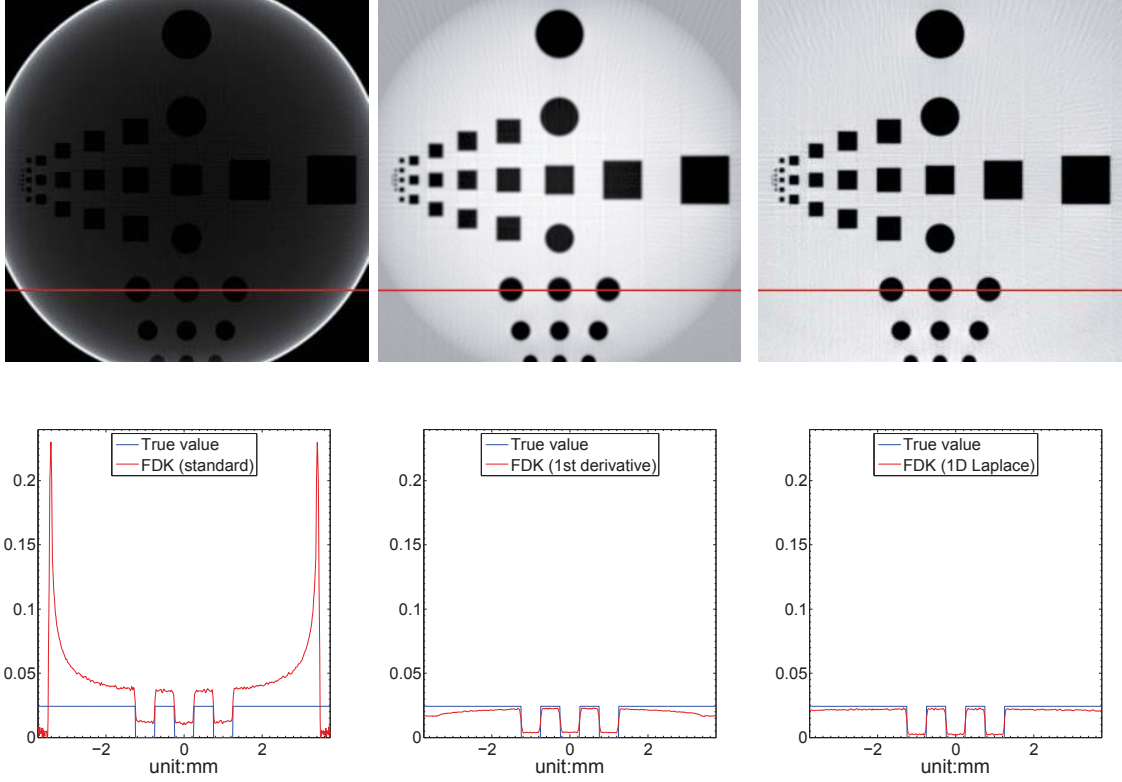 True value
FDK (standard)
0.2
0.15
0.1
0.05
0
−2
0
2
unit:mm
True value
FDK (1st derivative)
0.2
0.15
0.1
0.05
0
−2
0
2
unit:mm
True value
FDK (1D Laplace)
0.2
0.15
0.1
0.05
0
−2
0
2
unit:mm